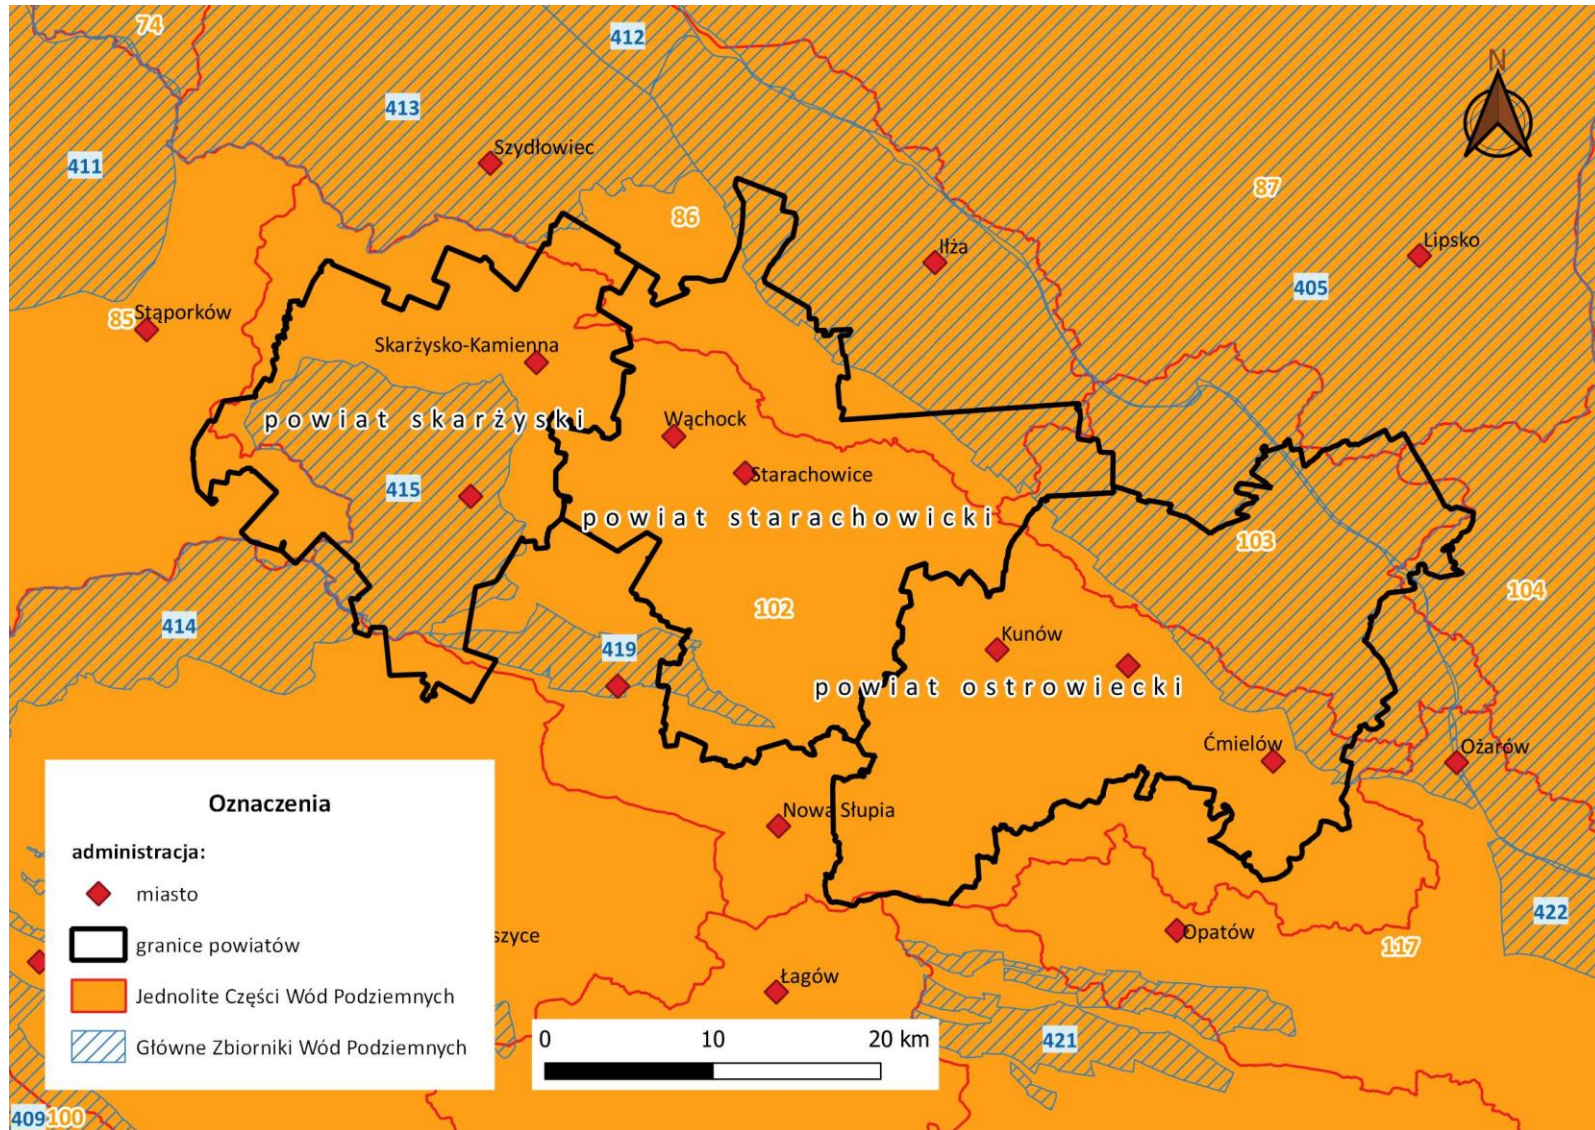 74
412
413
N
Szydłowiec
411
87
86
Iłża
Lipsko
405
85
Stąporków
Skarżysko-Kamienna
powiat skarżyski
Wąchock
Starachowice
415
powiat starachowicki
103
104
102
414
Kunów
419
powiat ostrowiecki
Ćmielów
Ożarów
Nowa Słupia
422
Opatów
117
szyce
Łagów
421
Oznaczenia
administracja:
miasto
granice powiatów
Jednolite Części Wód Podziemnych
Główne Zbiorniki Wód Podziemnych
0 10 20 km
409 100